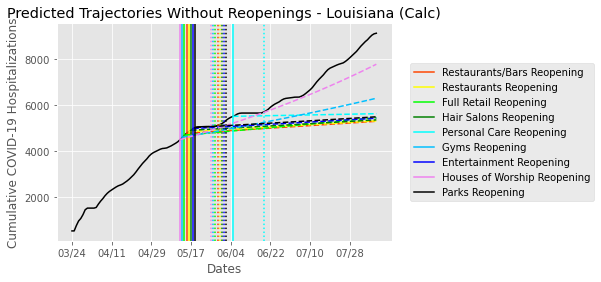 Predicted Trajectories Without Reopenings - Louisiana (Calc)
Cumulative COVID-19 Hospitalizations
8000
6000
4000
2000
03/24 04/11 04/29 05/17 06/04 06/22 07/10 07/28
Dates
Restaurants/Bars Reopening
Restaurants Reopening
Full Retail Reopening
Hair Salons Reopening
Personal Care Reopening
Gyms Reopening
Entertainment Reopening
Houses of Worship Reopening
Parks Reopening